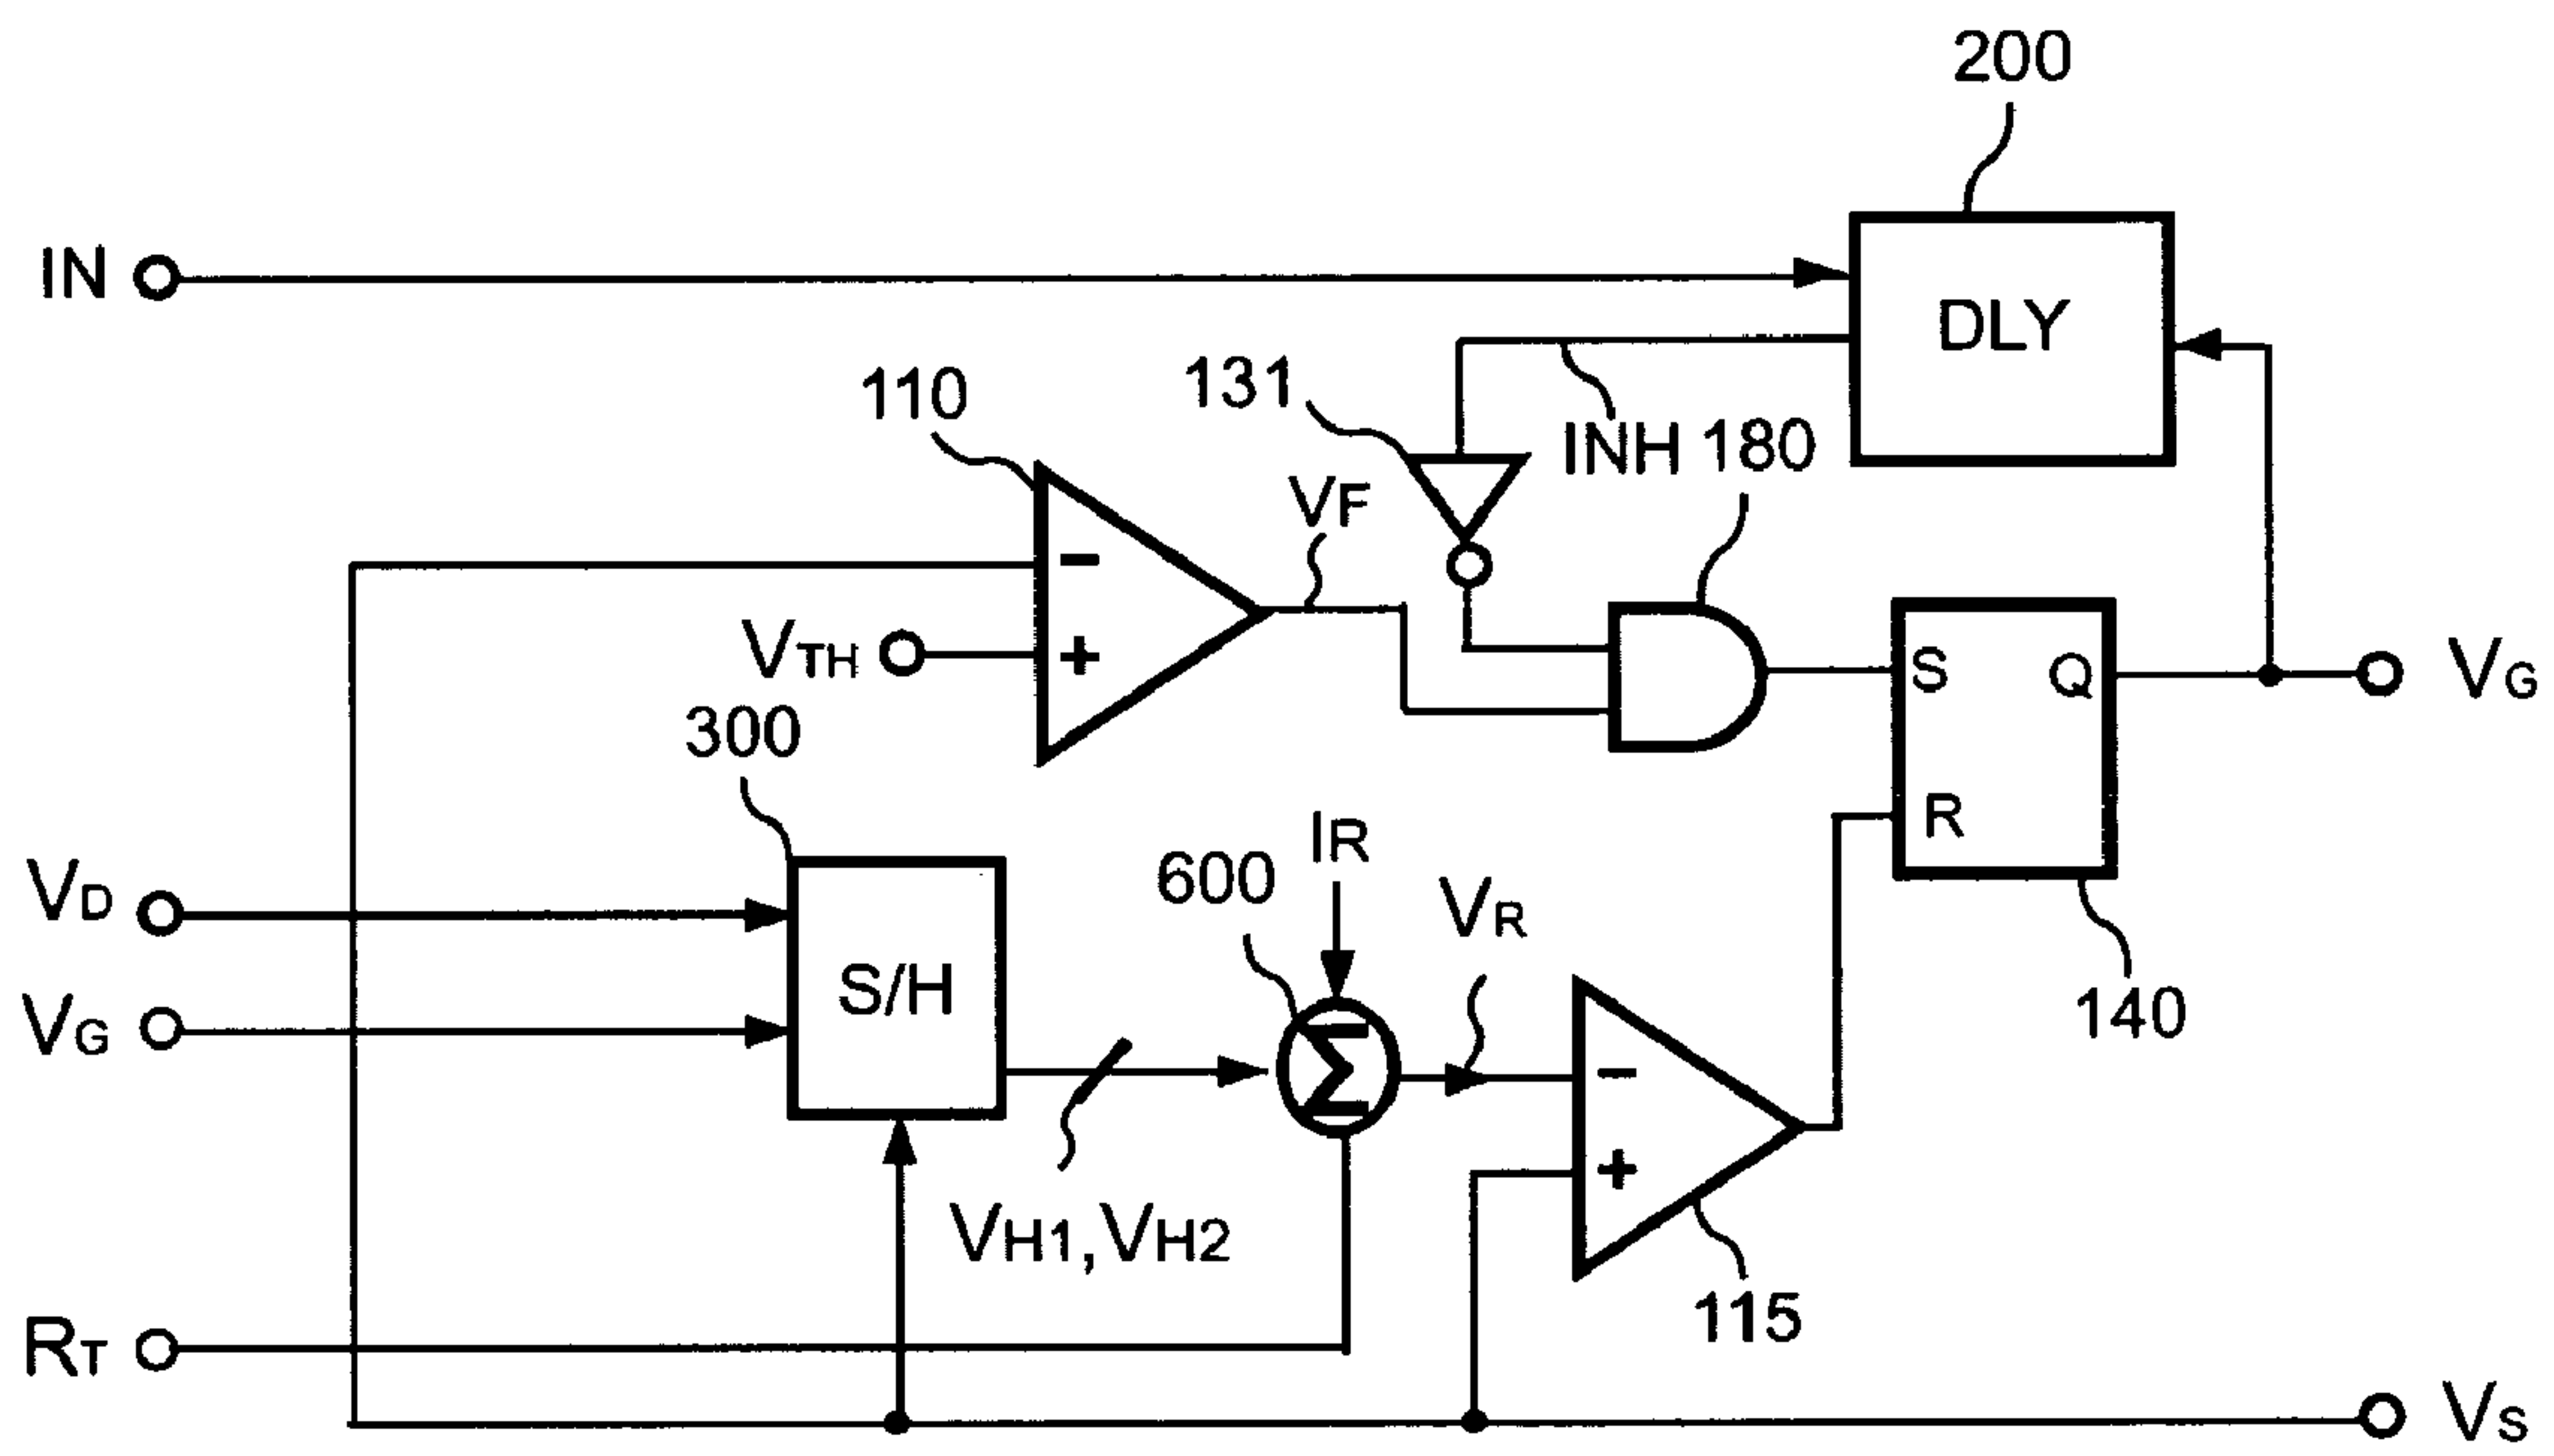 200
IN
DLY
110
131
INH
180
VF
−
VTH
+
S
Q
VG
300
R
VD
IR
600
VR
S/H
VG
140
Σ
−
+
VH1,VH2
115
RT
VS